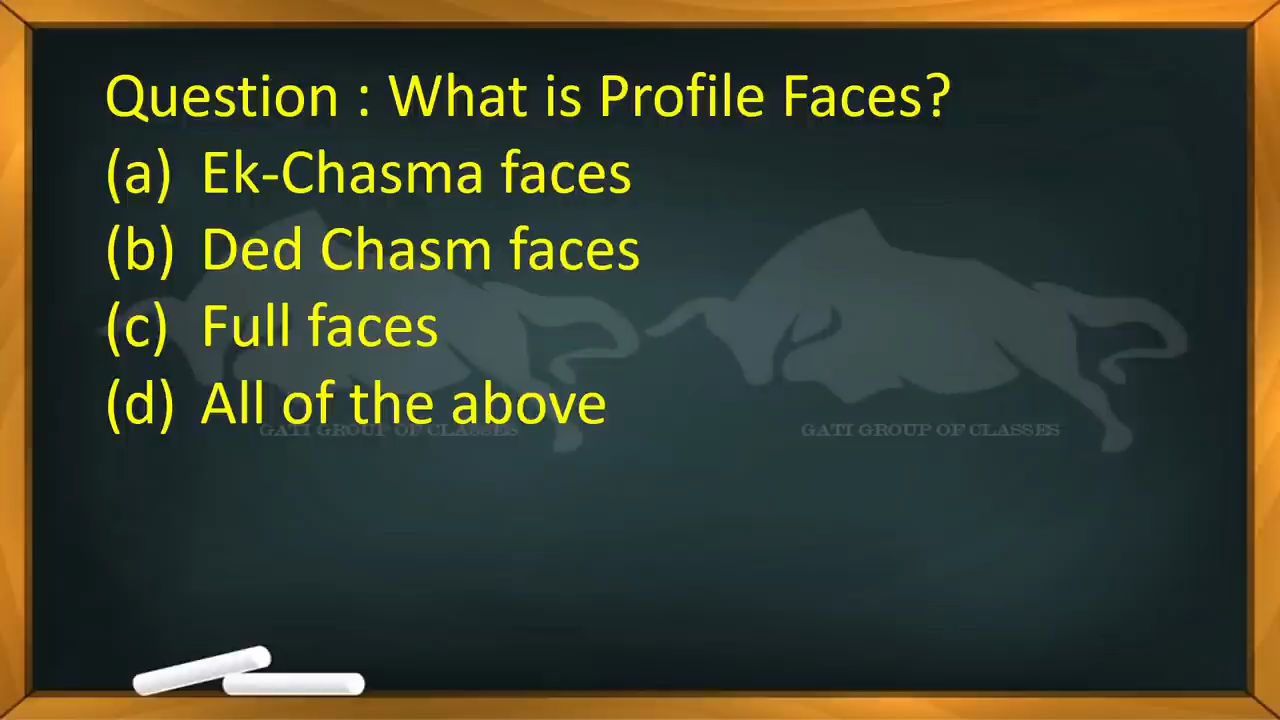 Question : What is Profile Faces?
(a) Ek-Chasma faces
(b) Ded Chasm faces
(c) Full faces
(d) All of the above
GATI GROUP OF CLASSES GATI GROUP OF CLASSES